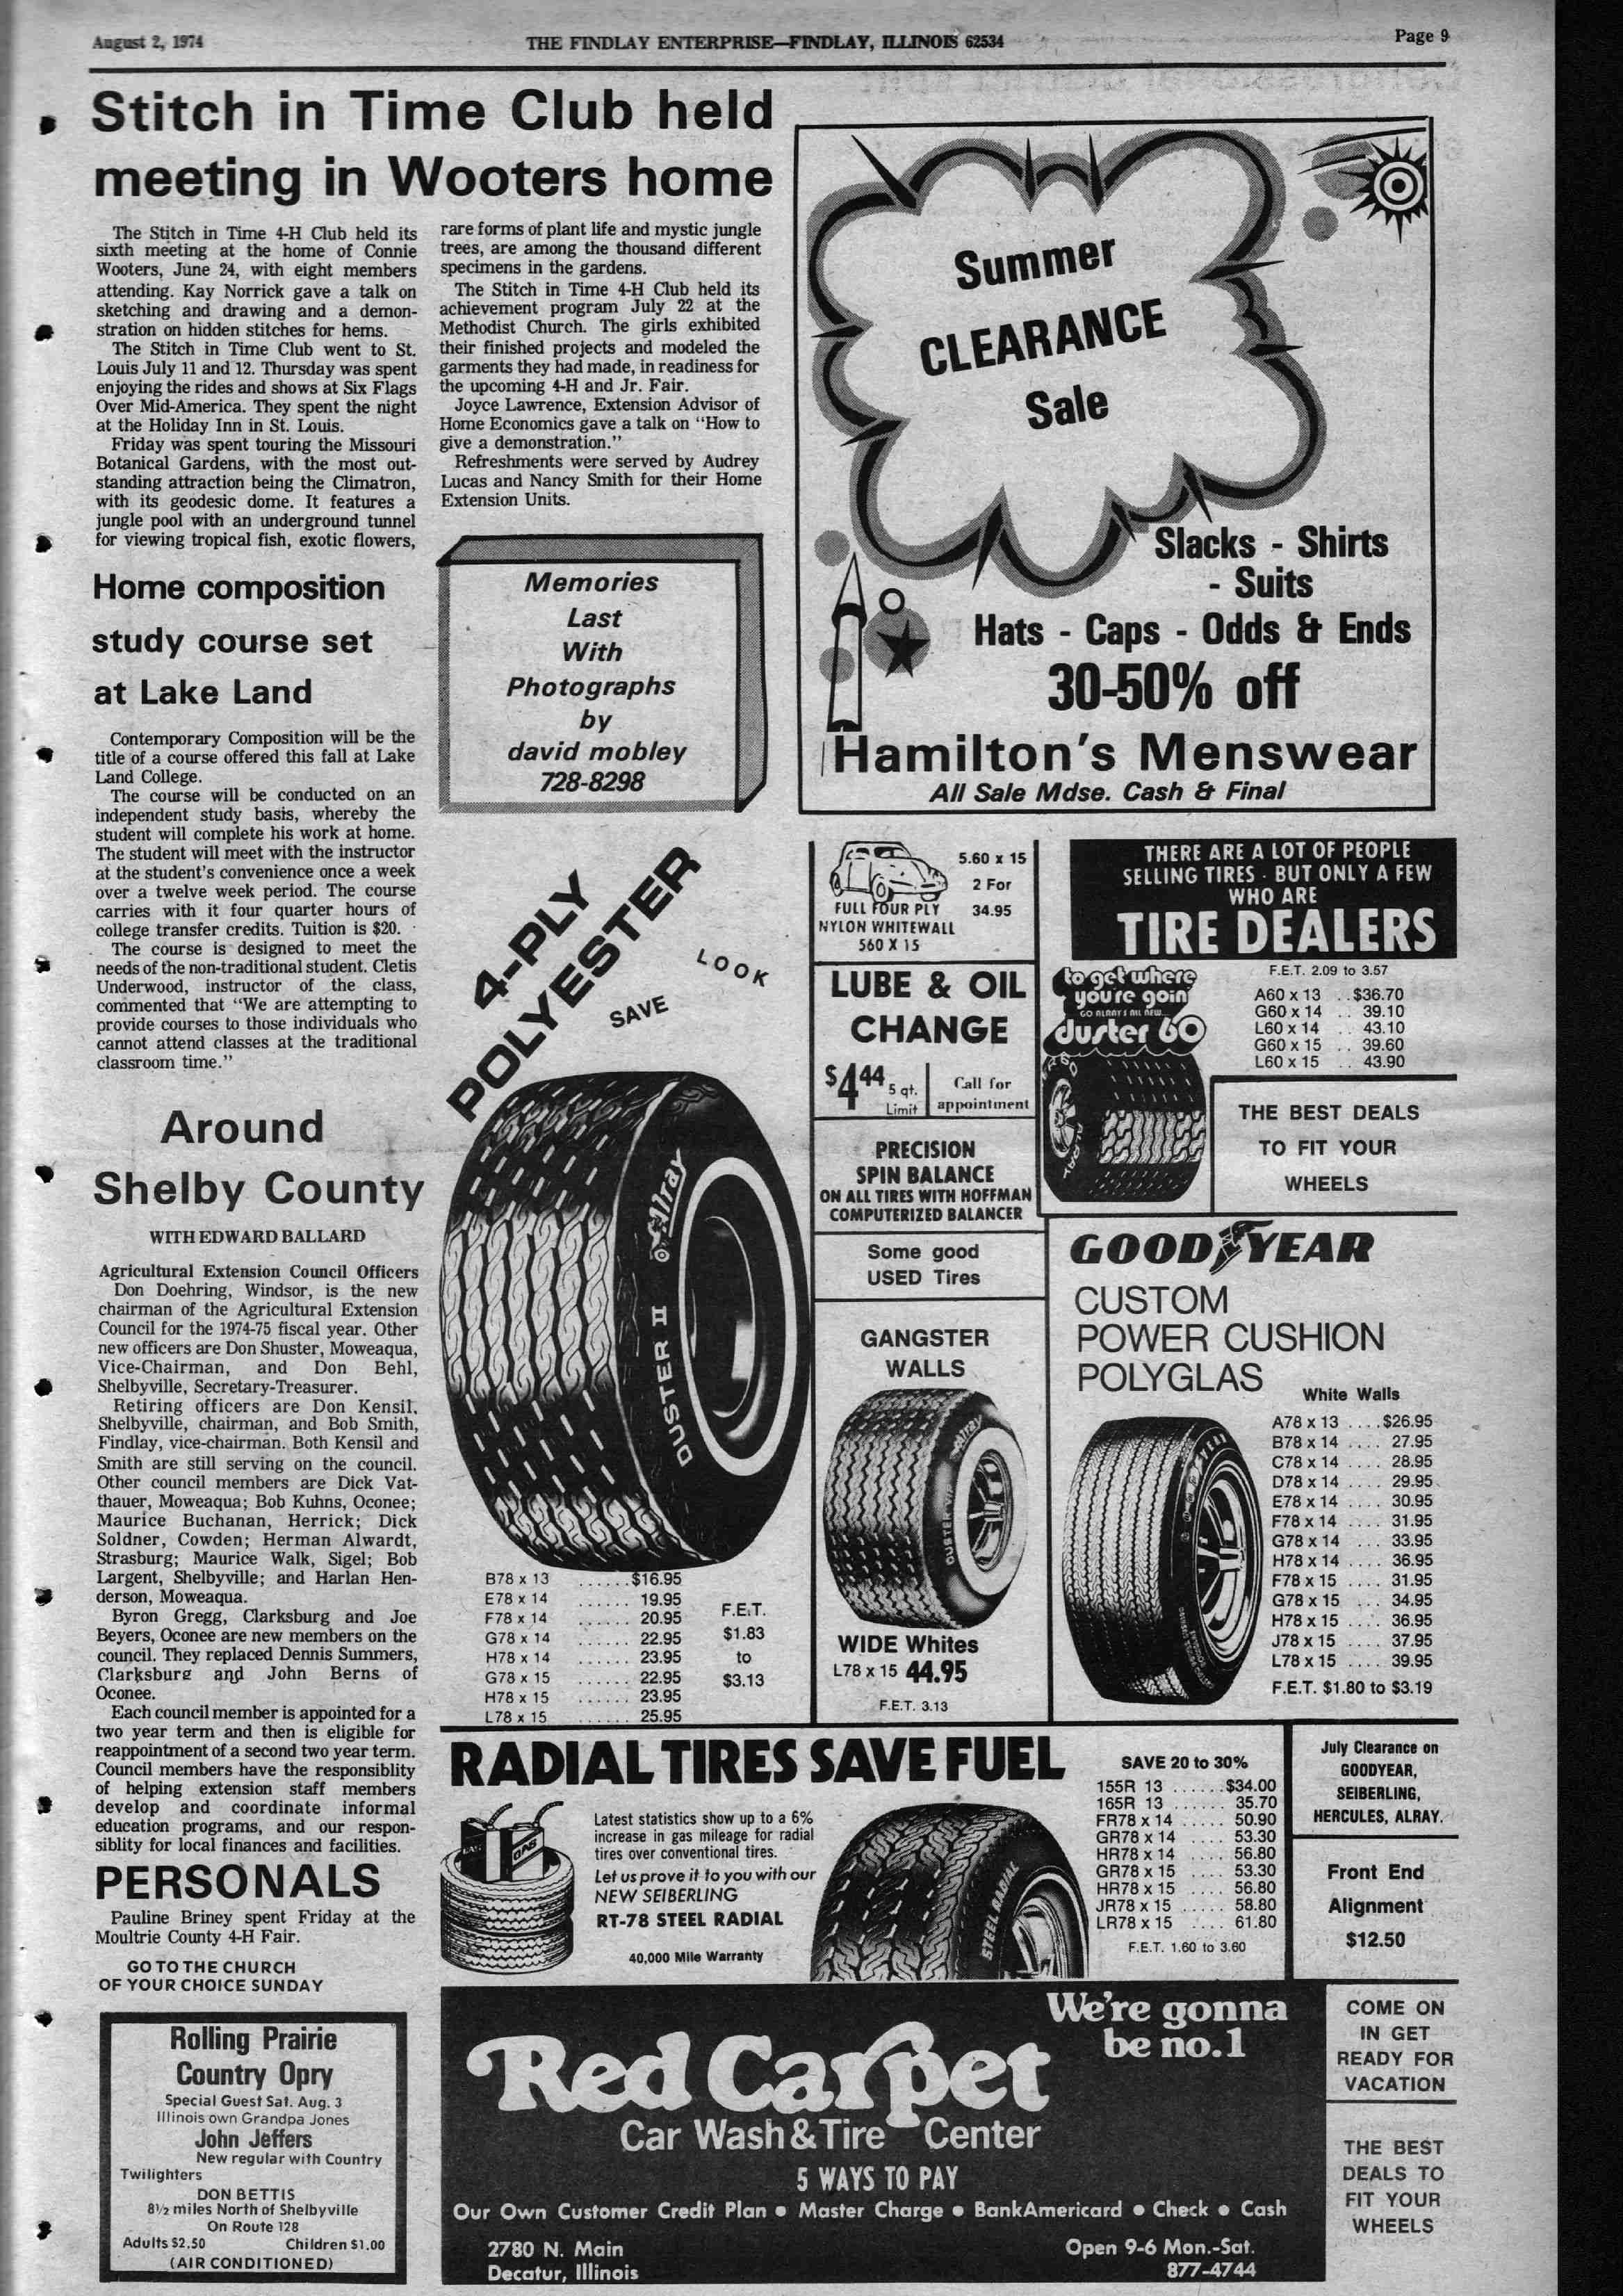 August 2, 1974
THE FINDLAY ENTERPRISE—FINDLAY, ILLINOIS 62534
Page 9
Stitch in Time Club held
meeting in Wooters home
The Stitch in Time 4-H Club held its
sixth meeting at the home of Connie
Wooters, June 24, with eight members
attending. Kay Norrick gave a talk on
sketching and drawing and a demon-
stration on hidden stitches for hems.
The Stitch in Time Club went to St.
Louis July 11 and 12. Thursday was spent
enjoying the rides and shows at Six Flags
Over Mid-America. They spent the night
at the Holiday Inn in St. Louis.
Friday was spent touring the Missouri
Botanical Gardens, with the most out-
standing attraction being the Climatron,
with its geodesic dome. It features a
jungle pool with an underground tunnel
for viewing tropical fish, exotic flowers,
rare forms of plant life and mystic jungle
trees, are among the thousand different
specimens in the gardens.
The Stitch in Time 4-H Club held its
achievement program July 22 at the
Methodist Church. The girls exhibited
their finished projects and modeled the
garments they had made, in readiness for
the upcoming 4-H and Jr. Fair.
Joyce Lawrence, Extension Advisor of
Home Economics gave a talk on "How to
give a demonstration."
Refreshments were served by Audrey
Lucas and Nancy Smith for their Home
Extension Units.
Home composition
study course set
at Lake Land
Contemporary Composition will be the
title of a course offered this fall at Lake
Land College.
The course will be conducted on an
independent study basis, whereby the
student will complete his work at home.
The student will meet with the instructor
at the student's convenience once a week
over a twelve week period. The course
carries with it four quarter hours of
college transfer credits. Tuition is $20.
The course is designed to meet the
needs of the non-traditional student. Cletis
Underwood, instructor of the class,
commented that "We are attempting to
provide courses to those individuals who
cannot attend classes at the traditional
classroom time."
Around
Shelby County
WITH EDWARD BALLARD
Agricultural Extension Council Officers
Don Doehring, Windsor, is the new
chairman of the Agricultural Extension
Council for the 1974-75 fiscal year. Other
new officers are Don Shuster, Moweaqua,
Vice-Chairman, and Don Behl,
Shelbyville, Secretary-Treasurer.
Retiring officers are Don Kensil,
Shelbyville, chairman, and Bob Smith,
Findlay, vice-chairman. Both Kensil and
Smith are still serving on the council.
Other council members are Dick Vat-
thauer, Moweaqua; Bob Kuhns, Oconee;
Maurice Buchanan, Herrick; Dick
Soldner, Cowden; Herman Alwardt,
Strasburg; Maurice Walk, Sigel; Bob
Largent, Shelbyville; and Harlan Hen-
derson, Moweaqua.
Byron Gregg, Clarksburg and Joe
Beyers, Oconee are new members on the
council. They replaced Dennis Summers,
Clarksburg and John Berns of
Oconee.
Each council member is appointed for a
two year term and then is eligible for
reappointment of a second two year term.
Council members have the responsiblity
of helping extension staff members
develop and coordinate informal
education programs, and our respon-
siblity for local finances and facilities.
PERSONALS
Pauline Briney spent Friday at the
Moultrie County 4-H Fair.
GO TO THE CHURCH
OF YOUR CHOICE SUNDAY
Rolling Prairie
Country Opry
Special Guest Sat. Aug. 3
Illinois own Grandpa Jones
John Jeffers
New regular with Country
Twilighters
DON BETTIS
8½ miles North of Shelbyville
On Route 128
Adults $2.50 Children $1.00
(AIR CONDITIONED)
Memories
Last
With
Photographs
by
david mobley
728-8298
Summer
CLEARANCE
Sale
Slacks - Shirts
- Suits
Hats - Caps - Odds & Ends
30-50% off
Hamilton's Menswear
All Sale Mdse. Cash & Final
4-PLY
POLYESTER
LOOK
SAVE
Alray
DUSTER II
B78 x 13 ......$16.95
E78 x 14 ...... 19.95
F78 x 14 ...... 20.95
G78 x 14 ...... 22.95
H78 x 14 ...... 23.95
G78 x 15 ...... 22.95
H78 x 15 ...... 23.95
L78 x 15 ...... 25.95
F.E.T.
$1.83
to
$3.13
5.60 x 15
2 For
34.95
FULL FOUR PLY
NYLON WHITEWALL
560 X 15
LUBE & OIL
CHANGE
$4.44 5 qt.
Limit
Call for
appointment
PRECISION
SPIN BALANCE
ON ALL TIRES WITH HOFFMAN
COMPUTERIZED BALANCER
Some good
USED Tires
GANGSTER
WALLS
WIDE Whites
L78 x 15 44.95
F.E.T. 3.13
THERE ARE A LOT OF PEOPLE
SELLING TIRES - BUT ONLY A FEW
WHO ARE
TIRE DEALERS
to get where
you're goin'
GO ALRAY'S ALL NEW...
duster 60
F.E.T. 2.09 to 3.57
A60 x 13 ..$36.70
G60 x 14 .. 39.10
L60 x 14 .. 43.10
G60 x 15 .. 39.60
L60 x 15 .. 43.90
THE BEST DEALS
TO FIT YOUR
WHEELS
GOODYEAR
CUSTOM
POWER CUSHION
POLYGLAS
White Walls
A78 x 13 ....$26.95
B78 x 14 .... 27.95
C78 x 14 .... 28.95
D78 x 14 .... 29.95
E78 x 14 .... 30.95
F78 x 14 .... 31.95
G78 x 14 ... 33.95
H78 x 14 .... 36.95
F78 x 15 .... 31.95
G78 x 15 ... 34.95
H78 x 15 .... 36.95
J78 x 15 .... 37.95
L78 x 15 .... 39.95
F.E.T. $1.80 to $3.19
RADIAL TIRES SAVE FUEL
GAS
GAS
Latest statistics show up to a 6%
increase in gas mileage for radial
tires over conventional tires.
Let us prove it to you with our
NEW SEIBERLING
RT-78 STEEL RADIAL
40,000 Mile Warranty
STEEL RADIAL
SAVE 20 to 30%
155R 13 ......$34.00
165R 13 ...... 35.70
FR78 x 14 ..... 50.90
GR78 x 14 .... 53.30
HR78 x 14 .... 56.80
GR78 x 15 .... 53.30
HR78 x 15 .... 56.80
JR78 x 15 ..... 58.80
LR78 x 15 .... 61.80
F.E.T. 1.60 to 3.60
July Clearance on
GOODYEAR,
SEIBERLING,
HERCULES, ALRAY.
Front End
Alignment
$12.50
We're gonna
be no.1
Red Carpet
Car Wash & Tire Center
5 WAYS TO PAY
Our Own Customer Credit Plan ● Master Charge ● BankAmericard ● Check ● Cash
2780 N. Main
Decatur, Illinois
Open 9-6 Mon.-Sat.
877-4744
COME ON
IN GET
READY FOR
VACATION
THE BEST
DEALS TO
FIT YOUR
WHEELS